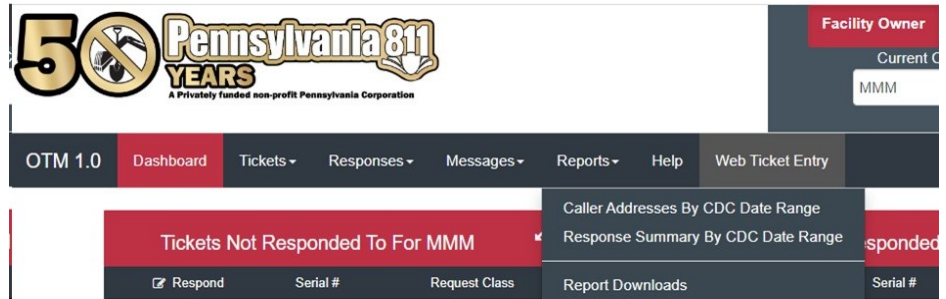 50 Pennsylvania 811
YEARS
A Privately funded non-profit Pennsylvania Corporation
Facility Owner
Current
MMM
OTM 1.0 Dashboard Tickets Responses Messages Reports Help Web Ticket Entry
Caller Addresses By CDC Date Range
Response Summary By CDC Date Range
Report Downloads
Tickets Not Responded To For MMM
Respond Serial # Request Class
Serial #